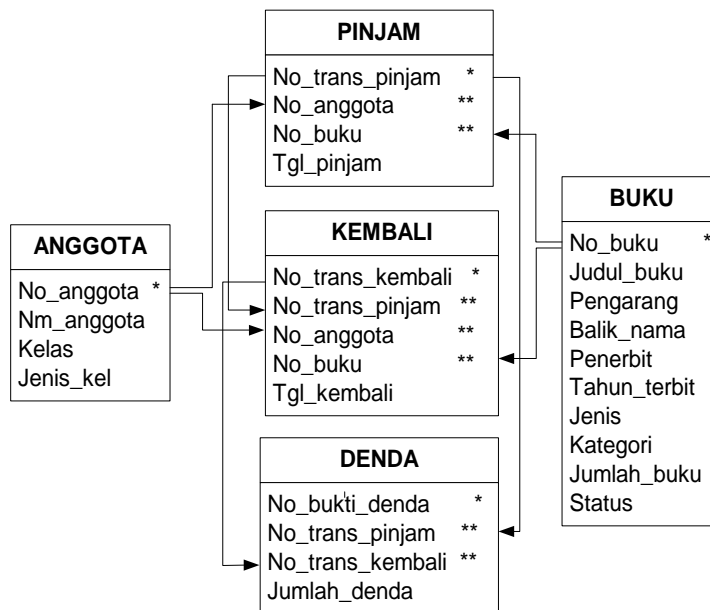 PINJAM
No_trans_pinjam *
No_anggota **
No_buku **
Tgl_pinjam
ANGGOTA
No_anggota *
Nm_anggota
Kelas
Jenis_kel
KEMBALI
No_trans_kembali *
No_trans_pinjam **
No_anggota **
No_buku **
Tgl_kembali
DENDA
No_bukti_denda *
No_trans_pinjam **
No_trans_kembali **
Jumlah_denda
BUKU
No_buku *
Judul_buku
Pengarang
Balik_nama
Penerbit
Tahun_terbit
Jenis
Kategori
Jumlah_buku
Status